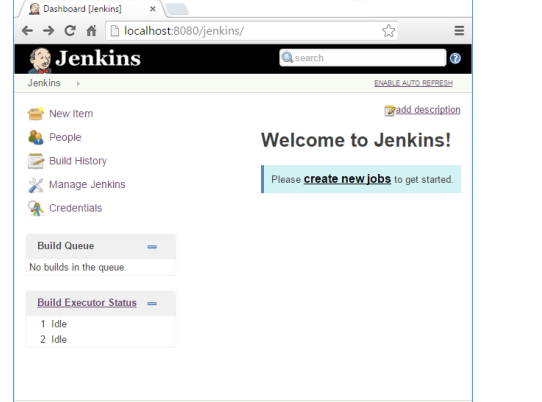 Dashboard [Jenkins]
localhost:8080/jenkins/
Jenkins
search
Jenkins
ENABLE AUTO REFRESH
add description
New Item
People
Build History
Manage Jenkins
Credentials
Welcome to Jenkins!
Please create new jobs to get started.
Build Queue
No builds in the queue.
Build Executor Status
1 Idle
2 Idle